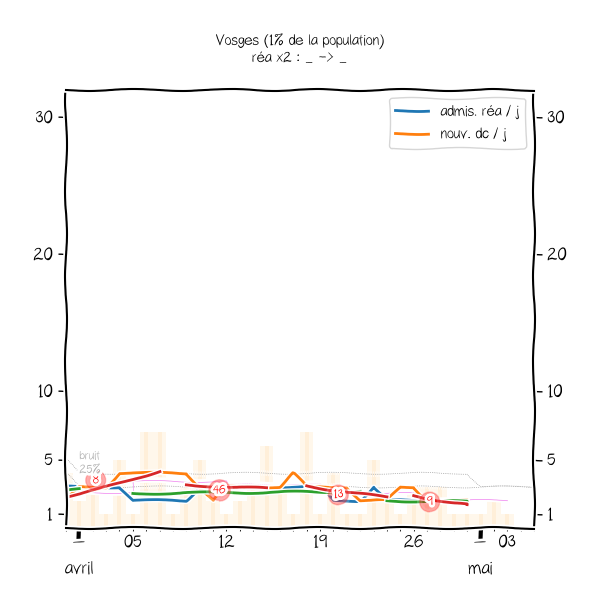 Vosges (1% de la population)
réa x2 : _ -> _
admis. réa / j
nouv. dc / j
30
30
20
20
10
10
bruit
25%
5
5
8
46
13
9
1
1
05
12
19
26
03
avril
mai